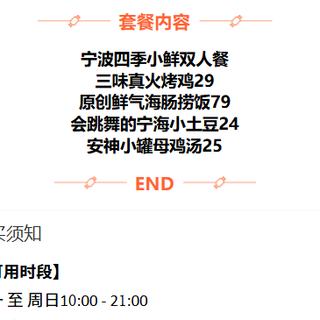 套餐内容
宁波四季小鲜双人餐
三味真火烤鸡29
原创鲜气海肠捞饭79
会跳舞的宁海小土豆24
安神小罐母鸡汤25
END
须知
用时段】
至 周日10:00 - 21:00